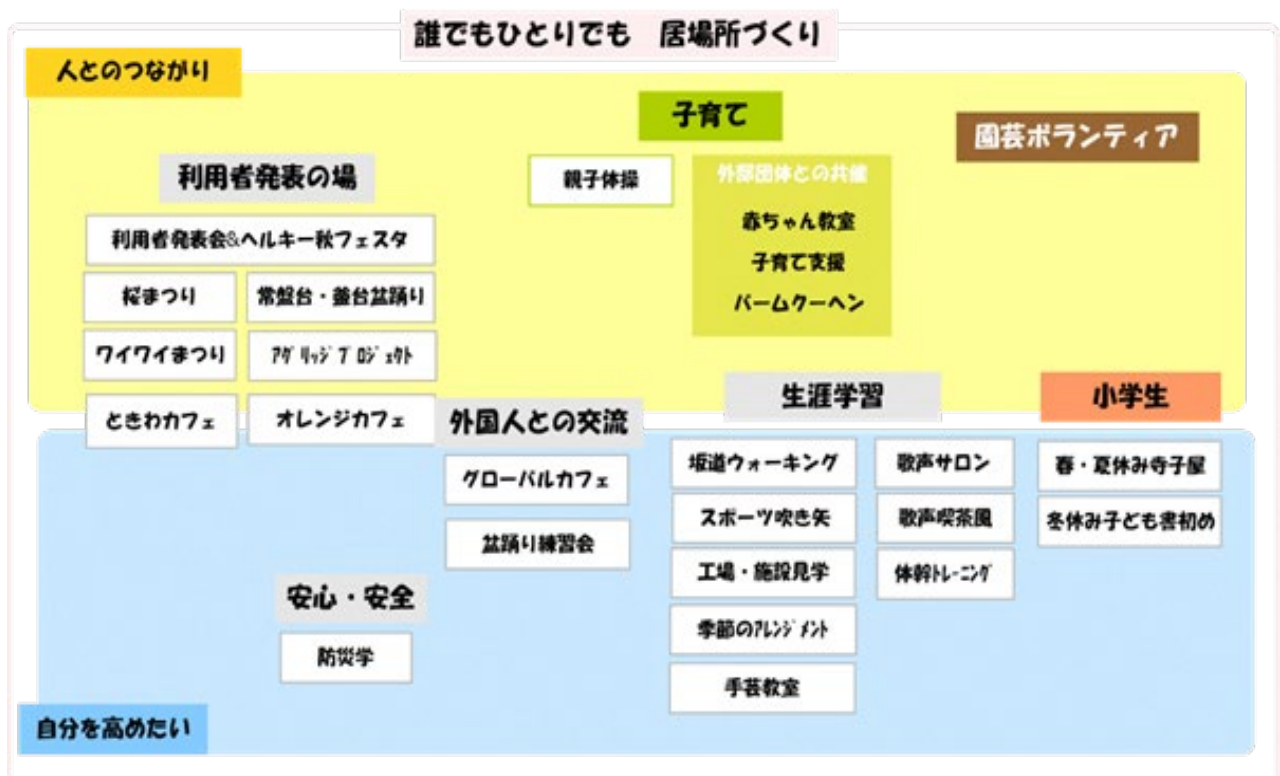 誰でもひとりでも 居場所づくり
人とのつながり
子育て
園芸ボランティア
利用者発表の場
親子体操
外部団体との共催
赤ちゃん教室
子育て支援
バームクーヘン
利用者発表会&ヘルキー秋フェスタ
桜まつり
常盤台・釜台盆踊り
ワイワイまつり
アグリッジプロジェクト
ときわカフェ
オレンジカフェ
外国人との交流
グローバルカフェ
盆踊り練習会
生涯学習
坂道ウォーキング
歌声サロン
スポーツ吹き矢
歌声喫茶風
工場・施設見学
体幹トレーニング
季節のアレンジメント
手芸教室
小学生
春・夏休み寺子屋
冬休み子ども書初め
安心・安全
防災学
自分を高めたい